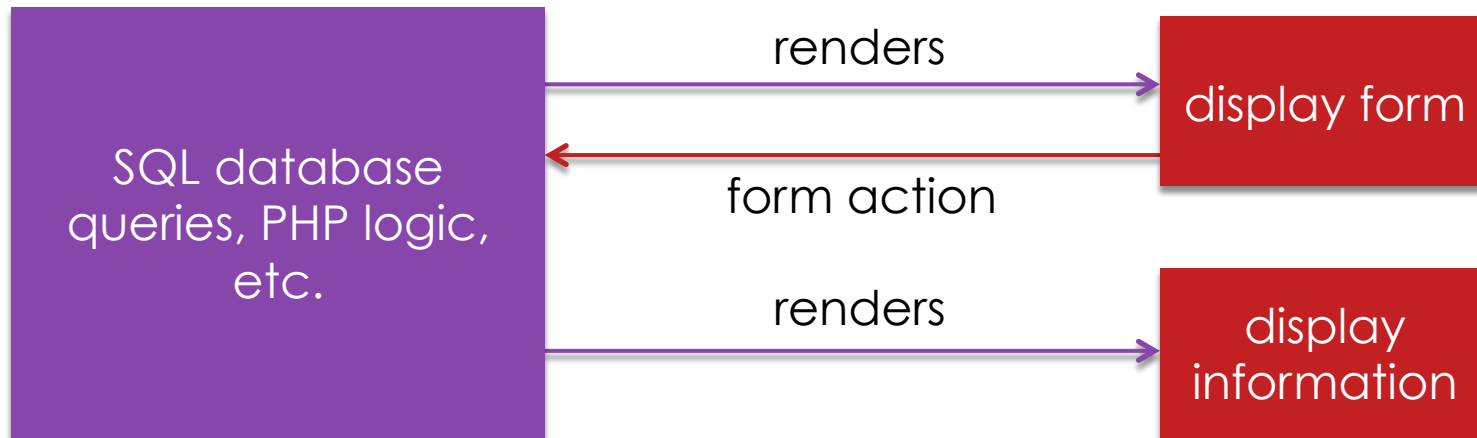 renders
display form
SQL database
queries, PHP logic,
etc.
form action
renders
display
information